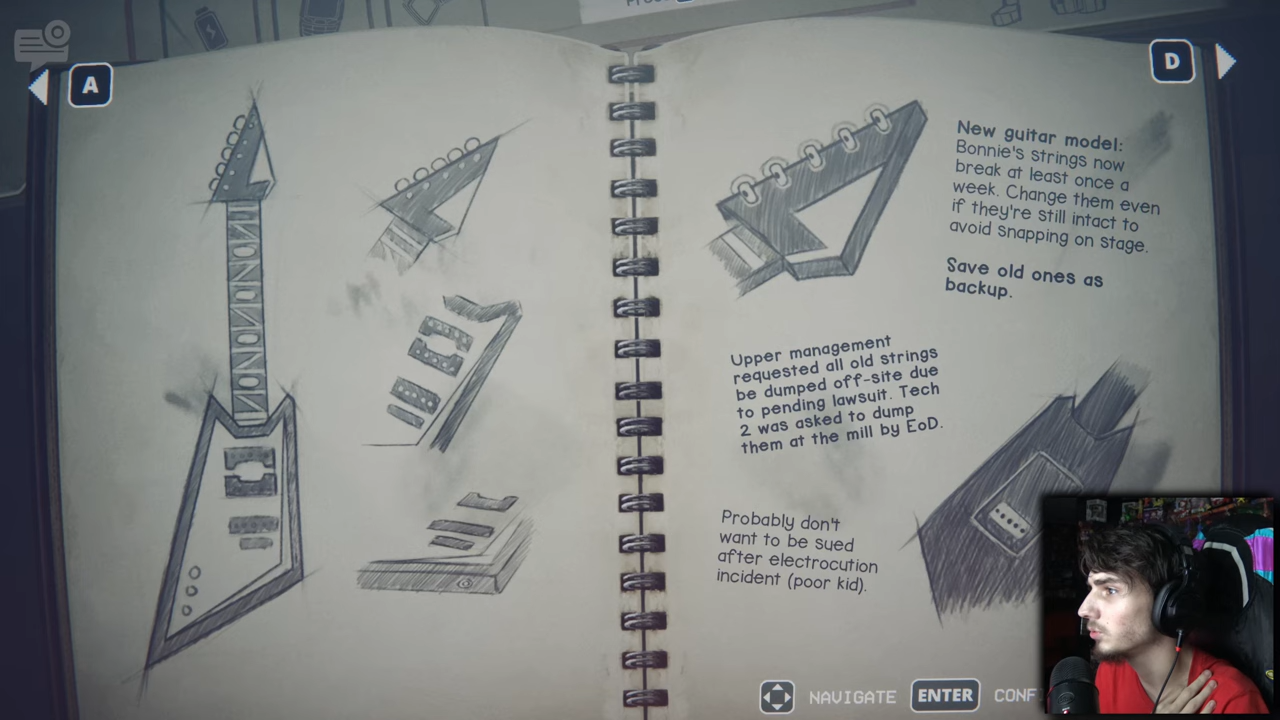 A
D
New guitar model:
Bonnie's strings now
break at least once a
week. Change them even
if they're still intact to
avoid snapping on stage.
Save old ones as
backup.
Upper management
requested all old strings
be dumped off-site due
to pending lawsuit. Tech
2 was asked to dump
them at the mill by EoD.
Probably don't
want to be sued
after electrocution
incident (poor kid).
NAVIGATE ENTER